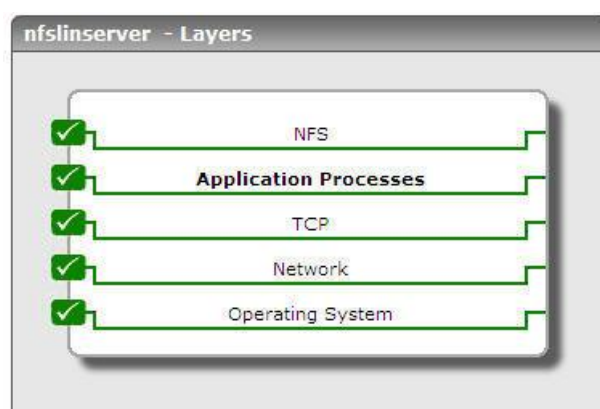 nfslinserver - Layers
NFS
Application Processes
TCP
Network
Operating System